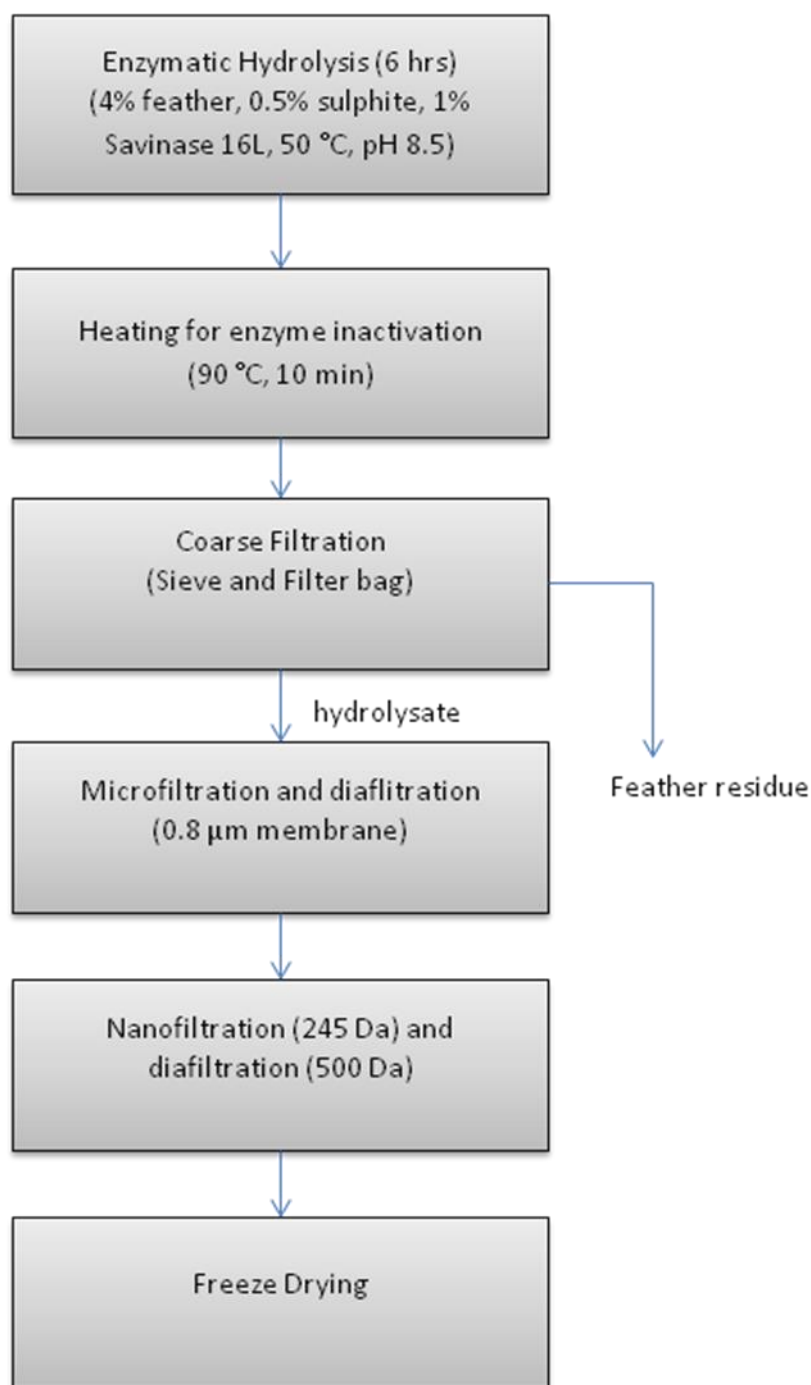 Enzymatic Hydrolysis (6 hrs)
(4% feather, 0.5% sulphite, 1%
Savinase 16L, 50 °C, pH 8.5)
Heating for enzyme inactivation
(90 °C, 10 min)
Coarse Filtration
(Sieve and Filter bag)
hydrolysate
Feather residue
Microfiltration and diaflitration
(0.8 µm membrane)
Nanofiltration (245 Da) and
diafiltration (500 Da)
Freeze Drying